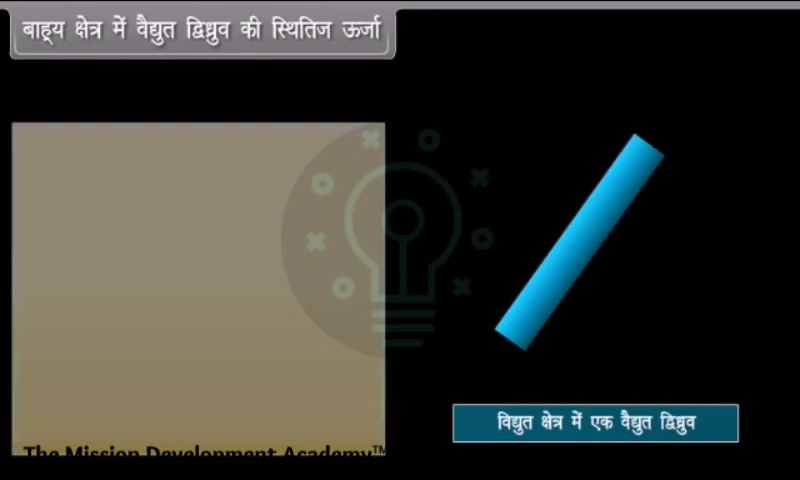 बाह्य क्षेत्र में वैद्युत द्विध्रुव की स्थितिज ऊर्जा
विद्युत क्षेत्र में एक वैद्युत द्विध्रुव
The Mission Development Academy™